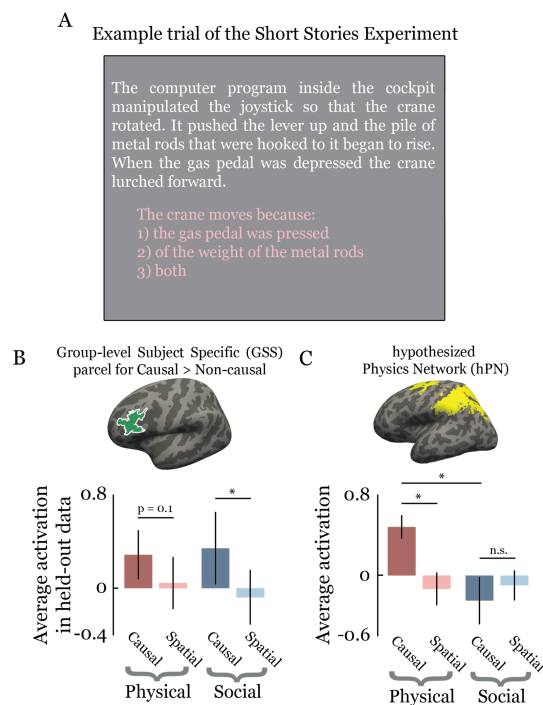 A
Example trial of the Short Stories Experiment
The computer program inside the cockpit
manipulated the joystick so that the crane
rotated. It pushed the lever up and the pile of
metal rods that were hooked to it began to rise.
When the gas pedal was depressed the crane
lurched forward.
The crane moves because:
1) the gas pedal was pressed
2) of the weight of the metal rods
3) both
B
Group-level Subject Specific (GSS)
parcel for Causal > Non-causal
Average activation
in held-out data
0.8
0
-0.4
p = 0.1
*
Causal
Spatial
Causal
Spatial
Physical
Social
C
hypothesized
Physics Network (hPN)
Average activation
0.8
0
-0.6
*
*
n.s.
Causal
Spatial
Causal
Spatial
Physical
Social